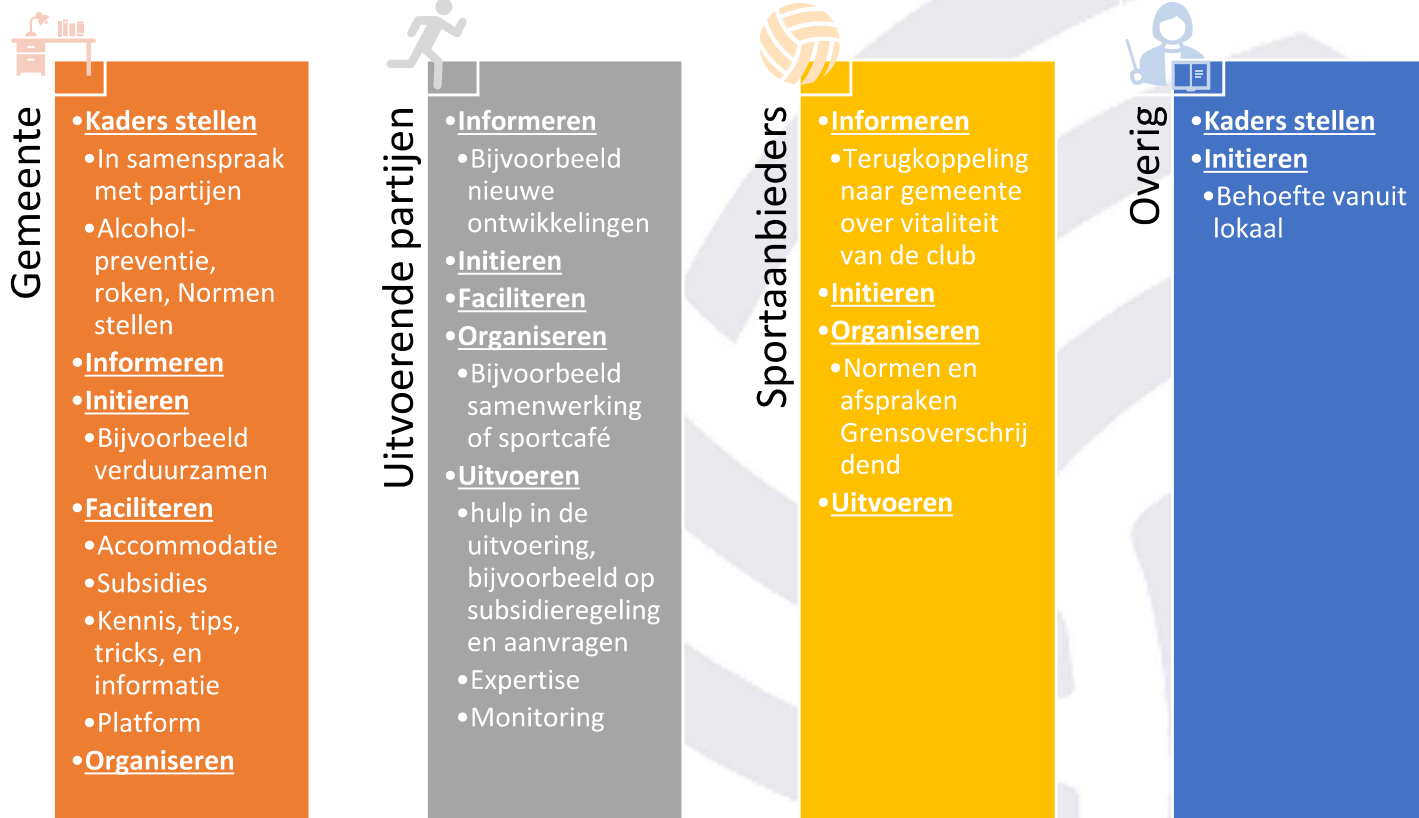 Gemeente
•Kaders stellen
•In samenspraak
met partijen
•Alcohol-
preventie,
roken, Normen
stellen
•Informeren
•Initieren
•Bijvoorbeeld
verduurzamen
•Faciliteren
•Accommodatie
•Subsidies
•Kennis, tips,
tricks, en
informatie
•Platform
•Organiseren
Uitvoerende partijen
•Informeren
•Bijvoorbeeld
nieuwe
ontwikkelingen
•Initieren
•Faciliteren
•Organiseren
•Bijvoorbeeld
samenwerking
of sportcafé
•Uitvoeren
•hulp in de
uitvoering,
bijvoorbeeld op
subsidieregeling
en aanvragen
•Expertise
•Monitoring
Sportaanbieders
•Informeren
•Terugkoppeling
naar gemeente
over vitaliteit
van de club
•Initieren
•Organiseren
•Normen en
afspraken
Grensoverschrij
dend
•Uitvoeren
Overig
•Kaders stellen
•Initieren
•Behoefte vanuit
lokaal